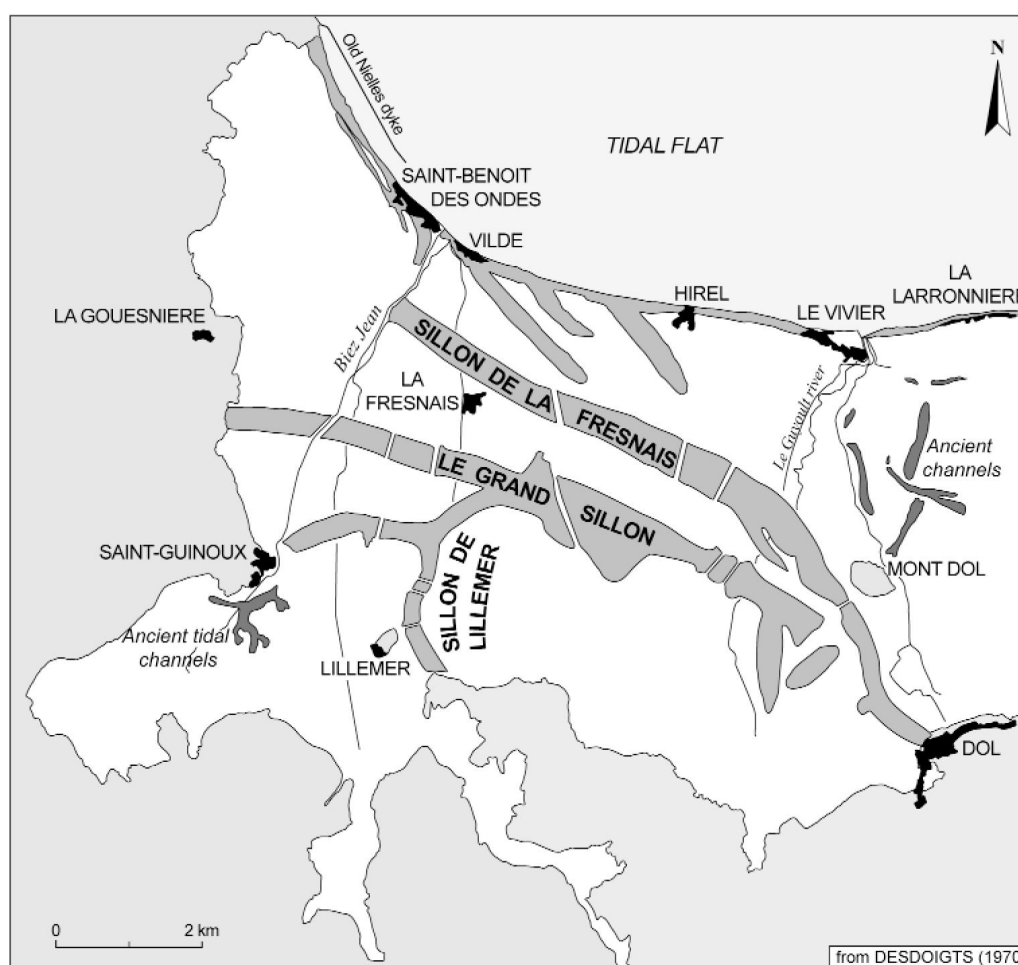 N
Old Nielles dyke
TIDAL FLAT
SAINT-BENOIT
DES ONDES
VILDE
HIREL
LE VIVIER
LA
LARRONNIERE
LA GOUESNIERE
Biez Jean
SILLON DE LA
FRESNAIS
LA
FRESNAIS
Le Guyoult river
Ancient
channels
LE GRAND
SILLON
SAINT-GUINOUX
SILLON DE
LILLEMER
MONT DOL
Ancient tidal
channels
LILLEMER
DOL
0
2 km
from DESDOIGTS (1970